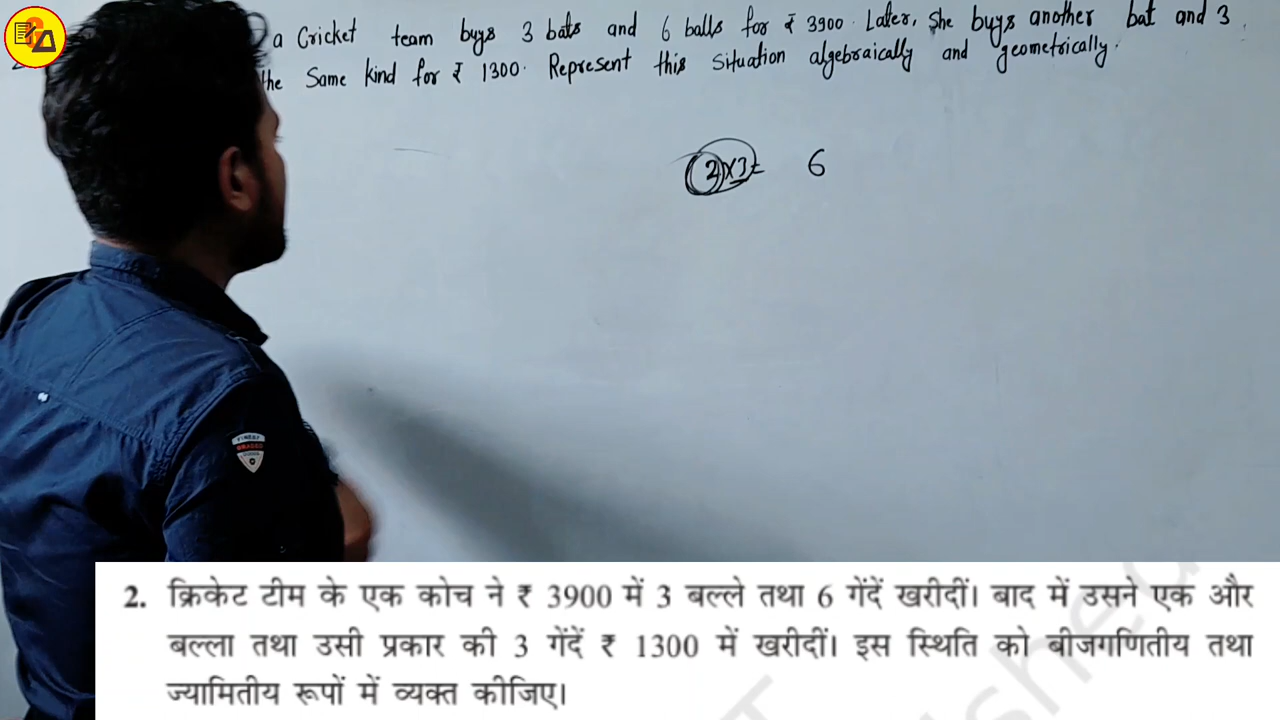 a Cricket team buys 3 bats and 6 balls for ₹ 3900. Later, She buys another bat and 3
the Same kind for ₹ 1300. Represent this Situation algebraically and geometrically.
2×3= 6
2. क्रिकेट टीम के एक कोच ने ₹ 3900 में 3 बल्ले तथा 6 गेंदें खरीदीं। बाद में उसने एक और
बल्ला तथा उसी प्रकार की 3 गेंदें ₹ 1300 में खरीदीं। इस स्थिति को बीजगणितीय तथा
ज्यामितीय रूपों में व्यक्त कीजिए।